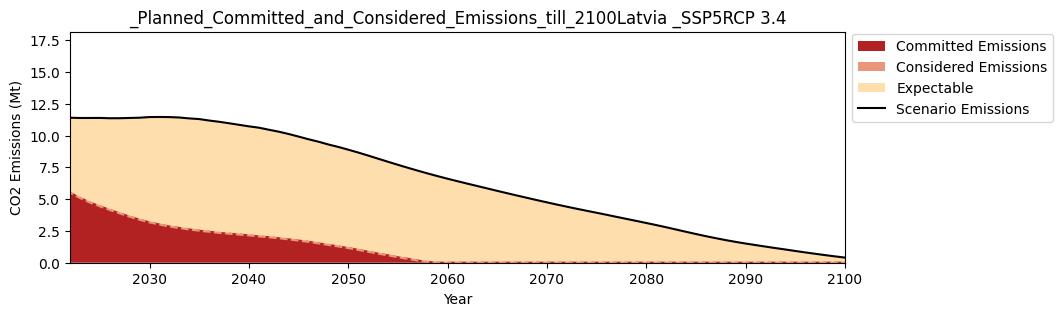 _Planned_Committed_and_Considered_Emissions_till_2100Latvia _SSP5RCP 3.4
17.5
15.0
12.5
10.0
7.5
5.0
2.5
0.0
CO2 Emissions (Mt)
2030 2040 2050 2060 2070 2080 2090 2100
Year
Committed Emissions
Considered Emissions
Expectable
Scenario Emissions